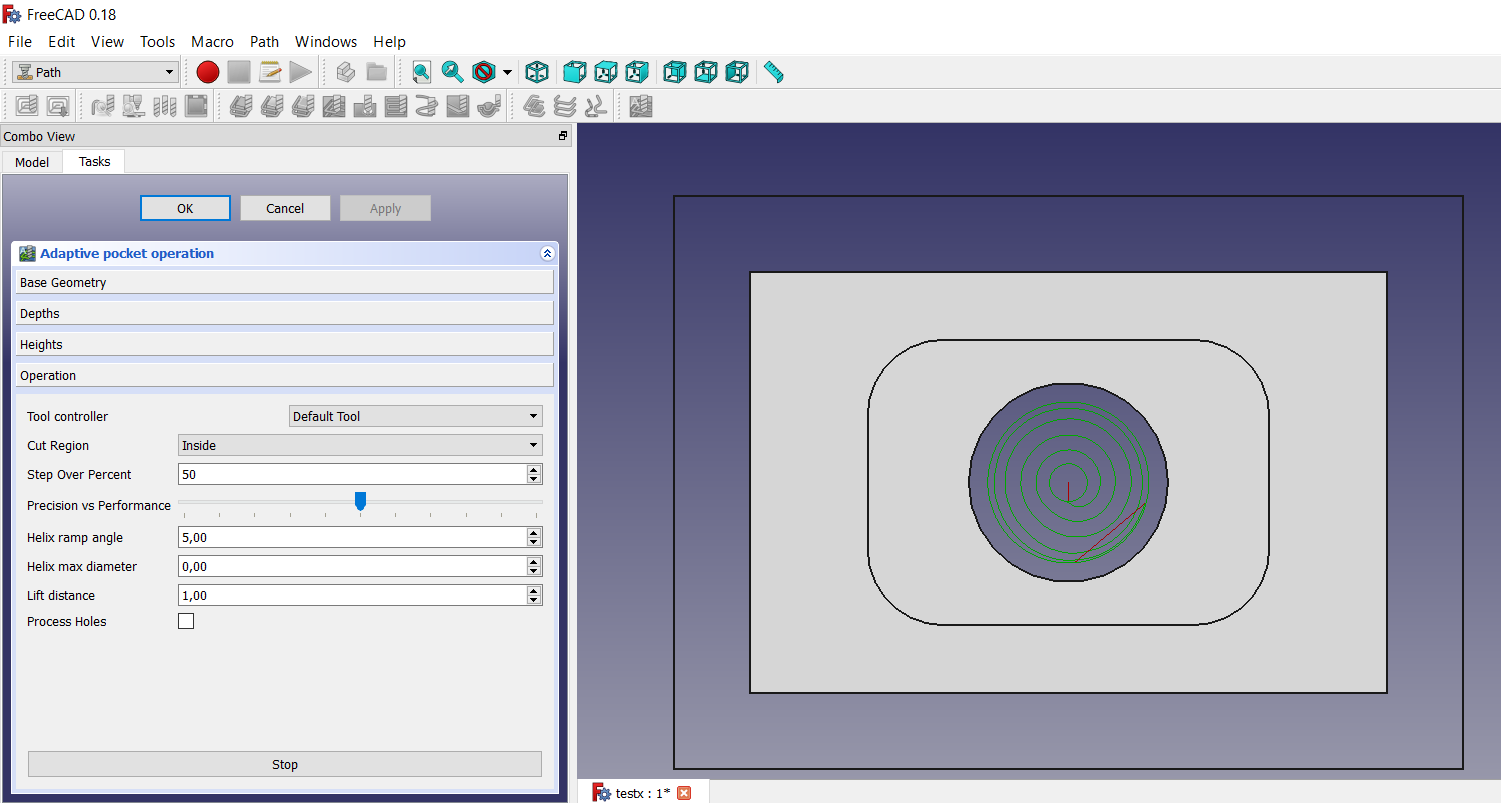 FreeCAD 0.18
File Edit View Tools Macro Path Windows Help
Path
Combo View
Model Tasks
OK Cancel Apply
Adaptive pocket operation
Base Geometry
Depths
Heights
Operation
Tool controller Default Tool
Cut Region Inside
Step Over Percent 50
Precision vs Performance
Helix ramp angle 5,00
Helix max diameter 0,00
Lift distance 1,00
Process Holes
Stop
testx : 1*